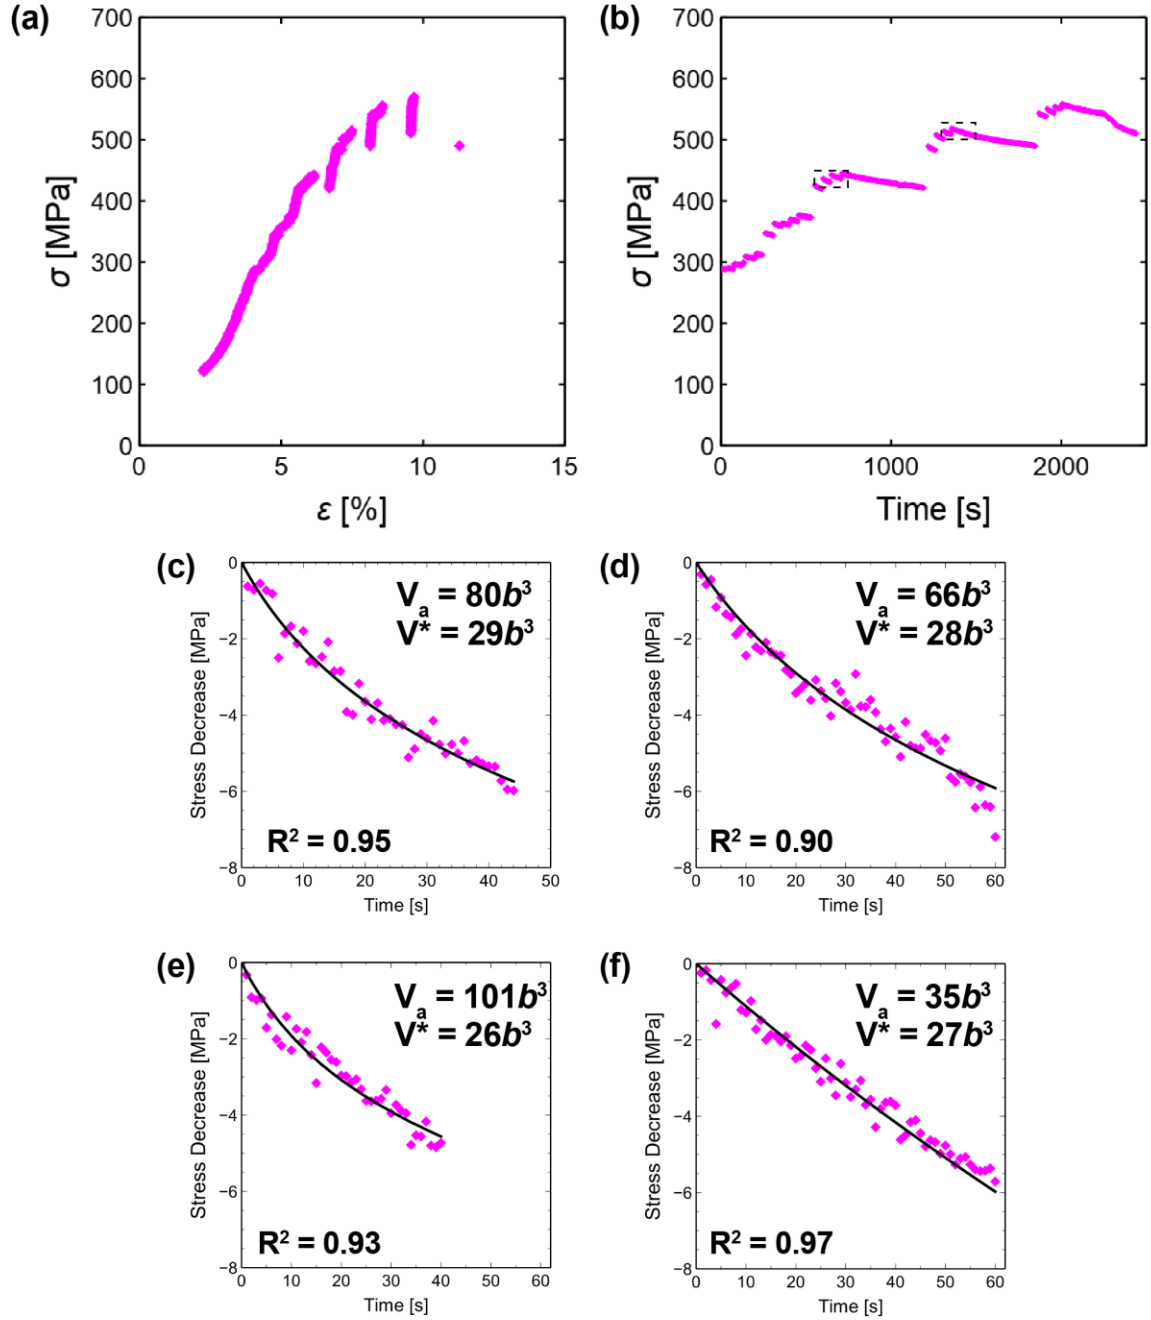 (a)
700
600
500
400
300
200
100
0
σ [MPa]
0 5 10 15
ε [%]
(b)
700
600
500
400
300
200
100
0
σ [MPa]
0 1000 2000
Time [s]
(c)
0
−2
−4
−6
−8
Stress Decrease [MPa]
Vₐ = 80b³
V* = 29b³
R² = 0.95
0 10 20 30 40 50
Time [s]
(d)
0
−2
−4
−6
−8
Stress Decrease [MPa]
Vₐ = 66b³
V* = 28b³
R² = 0.90
0 10 20 30 40 50 60
Time [s]
(e)
0
−2
−4
−6
−8
Stress Decrease [MPa]
Vₐ = 101b³
V* = 26b³
R² = 0.93
0 10 20 30 40 50 60
Time [s]
(f)
0
−2
−4
−6
−8
Stress Decrease [MPa]
Vₐ = 35b³
V* = 27b³
R² = 0.97
0 10 20 30 40 50 60
Time [s]